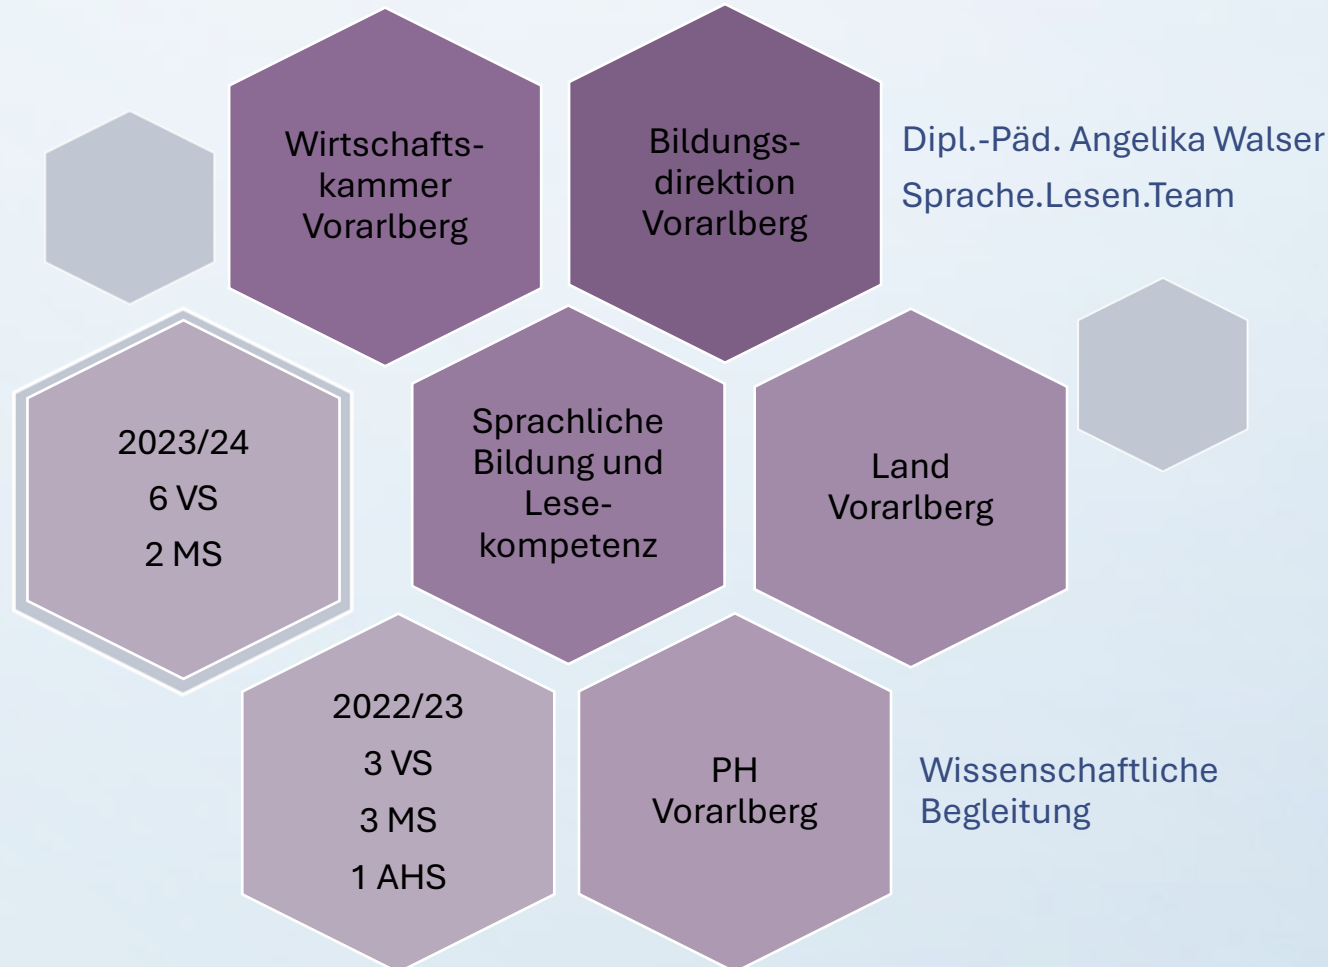 Wirtschafts-
kammer
Vorarlberg
Bildungs-
direktion
Vorarlberg
Dipl.-Päd. Angelika Walser
Sprache.Lesen.Team
2023/24
6 VS
2 MS
Sprachliche
Bildung und
Lese-
kompetenz
Land
Vorarlberg
2022/23
3 VS
3 MS
1 AHS
PH
Vorarlberg
Wissenschaftliche
Begleitung